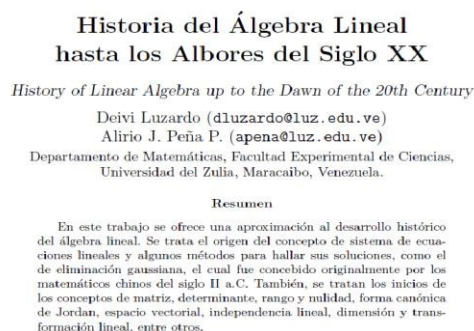 Historia del Álgebra Lineal
hasta los Albores del Siglo XX
History of Linear Algebra up to the Dawn of the 20th Century
Deivi Luzardo (dluzardo@luz.edu.ve)
Alirio J. Peña P. (apena@luz.edu.ve)
Departamento de Matemáticas, Facultad Experimental de Ciencias,
Universidad del Zulia, Maracaibo, Venezuela.
Resumen
En este trabajo se ofrece una aproximación al desarrollo histórico
del álgebra lineal. Se trata el origen del concepto de sistema de ecua-
ciones lineales y algunos métodos para hallar sus soluciones, como el
de eliminación gaussiana, el cual fue concebido originalmente por los
matemáticos chinos del siglo II a.C. También, se tratan los inicios de
los conceptos de matriz, determinante, rango y nulidad, forma canónica
de Jordan, espacio vectorial, independencia lineal, dimensión y trans-
formación lineal, entre otros.